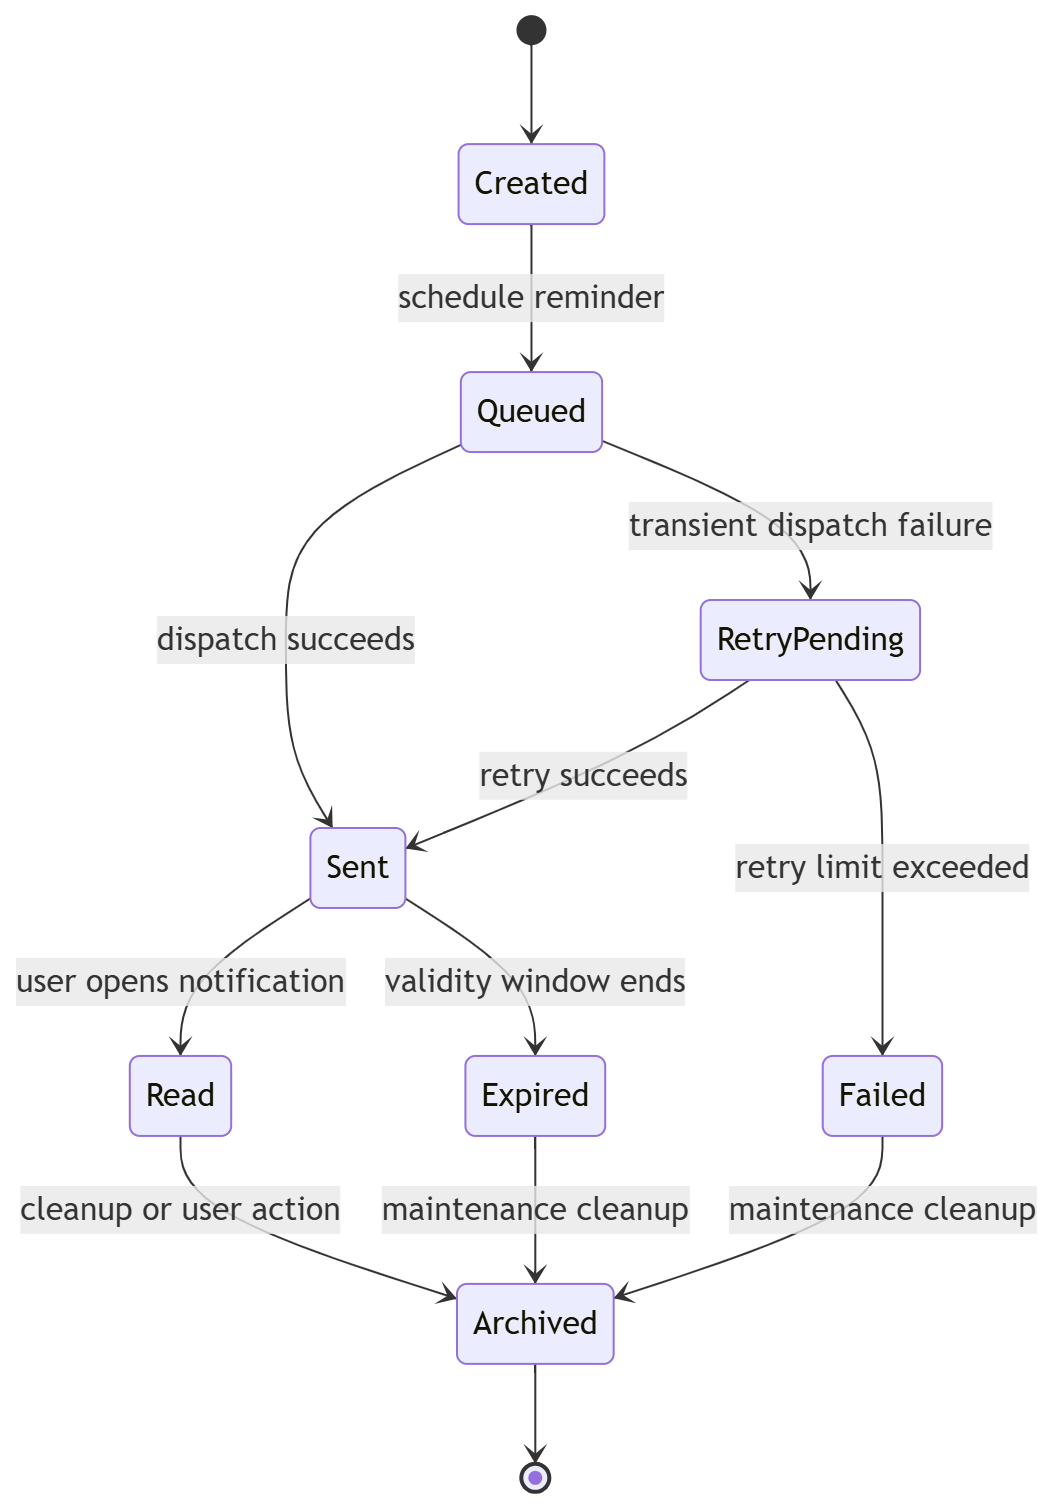 Created
schedule reminder
Queued
transient dispatch failure
dispatch succeeds
RetryPending
retry succeeds
Sent
retry limit exceeded
user opens notification
validity window ends
Read
Expired
Failed
cleanup or user action
maintenance cleanup
maintenance cleanup
Archived